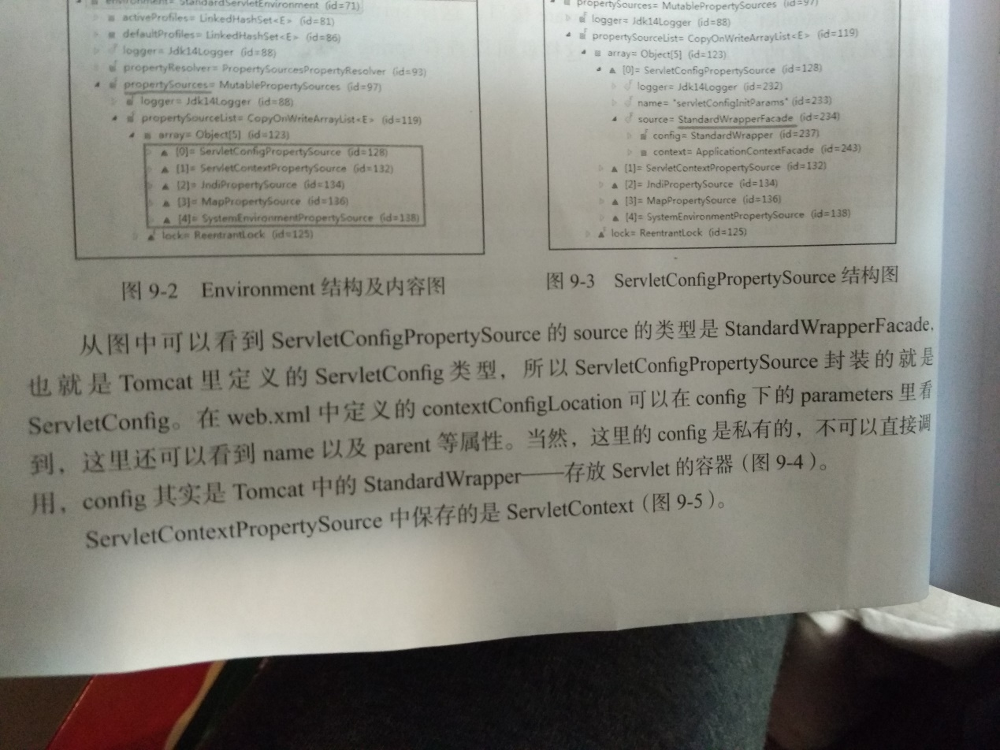 environment= StandardServletEnvironment (id=71)
activeProfiles= LinkedHashSet<E> (id=81)
defaultProfiles= LinkedHashSet<E> (id=86)
logger= Jdk14Logger (id=88)
propertyResolver= PropertySourcesPropertyResolver (id=93)
propertySources= MutablePropertySources (id=97)
logger= Jdk14Logger (id=88)
propertySourceList= CopyOnWriteArrayList<E> (id=119)
array= Object[5] (id=123)
[0]= ServletConfigPropertySource (id=128)
[1]= ServletContextPropertySource (id=132)
[2]= JndiPropertySource (id=134)
[3]= MapPropertySource (id=136)
[4]= SystemEnvironmentPropertySource (id=138)
lock= ReentrantLock (id=125)
图 9-2 Environment 结构及内容图
propertySources= MutablePropertySources (id=97)
logger= Jdk14Logger (id=88)
propertySourceList= CopyOnWriteArrayList<E> (id=119)
array= Object[5] (id=123)
[0]= ServletConfigPropertySource (id=128)
logger= Jdk14Logger (id=232)
name= "servletConfigInitParams" (id=233)
source= StandardWrapperFacade (id=234)
config= StandardWrapper (id=237)
context= ApplicationContextFacade (id=243)
[1]= ServletContextPropertySource (id=132)
[2]= JndiPropertySource (id=134)
[3]= MapPropertySource (id=136)
[4]= SystemEnvironmentPropertySource (id=138)
lock= ReentrantLock (id=125)
图 9-3 ServletConfigPropertySource 结构图
从图中可以看到 ServletConfigPropertySource 的 source 的类型是 StandardWrapperFacade,
也就是 Tomcat 里定义的 ServletConfig 类型，所以 ServletConfigPropertySource 封装的就是
ServletConfig。在 web.xml 中定义的 contextConfigLocation 可以在 config 下的 parameters 里看
到，这里还可以看到 name 以及 parent 等属性。当然，这里的 config 是私有的，不可以直接调
用，config 其实是 Tomcat 中的 StandardWrapper——存放 Servlet 的容器（图 9-4）。
ServletContextPropertySource 中保存的是 ServletContext（图 9-5）。